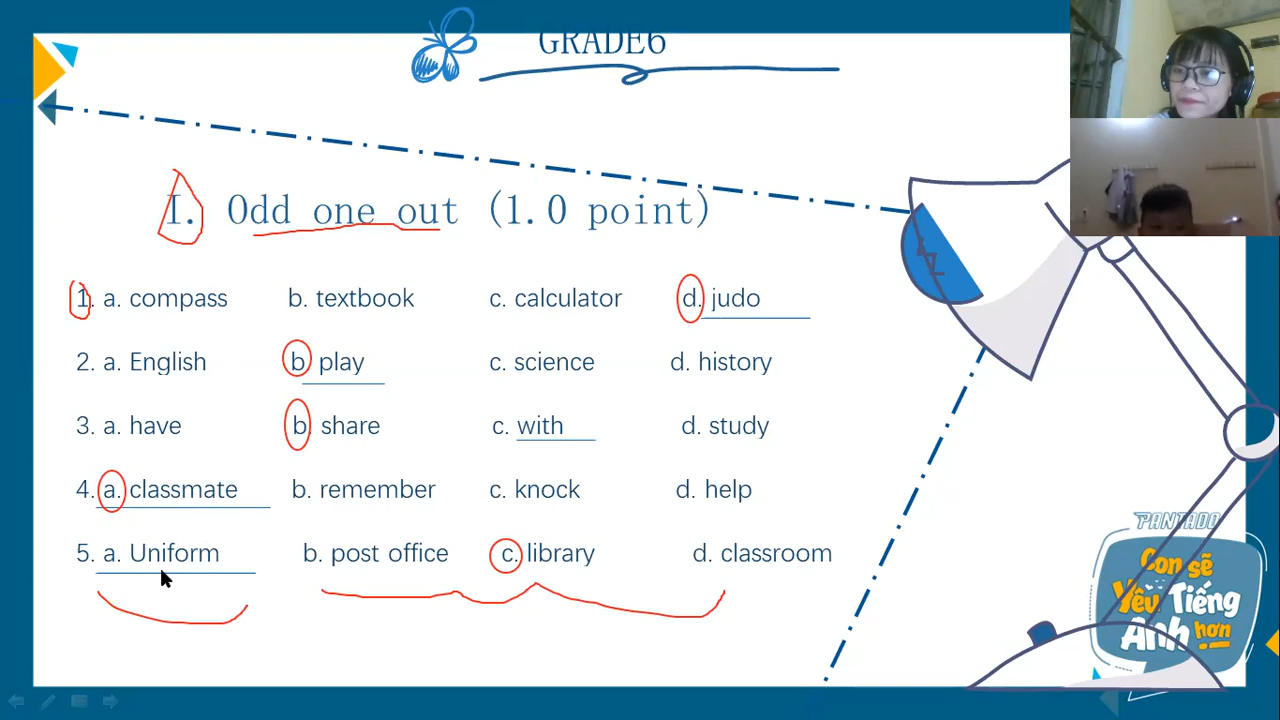 GRADE6
I. Odd one out (1.0 point)
1. a. compass b. textbook c. calculator d. judo
2. a. English b. play c. science d. history
3. a. have b. share c. with d. study
4. a. classmate b. remember c. knock d. help
5. a. Uniform b. post office c. library d. classroom
PANTADO
Con sẽ
Yêu Tiếng
Anh hơn